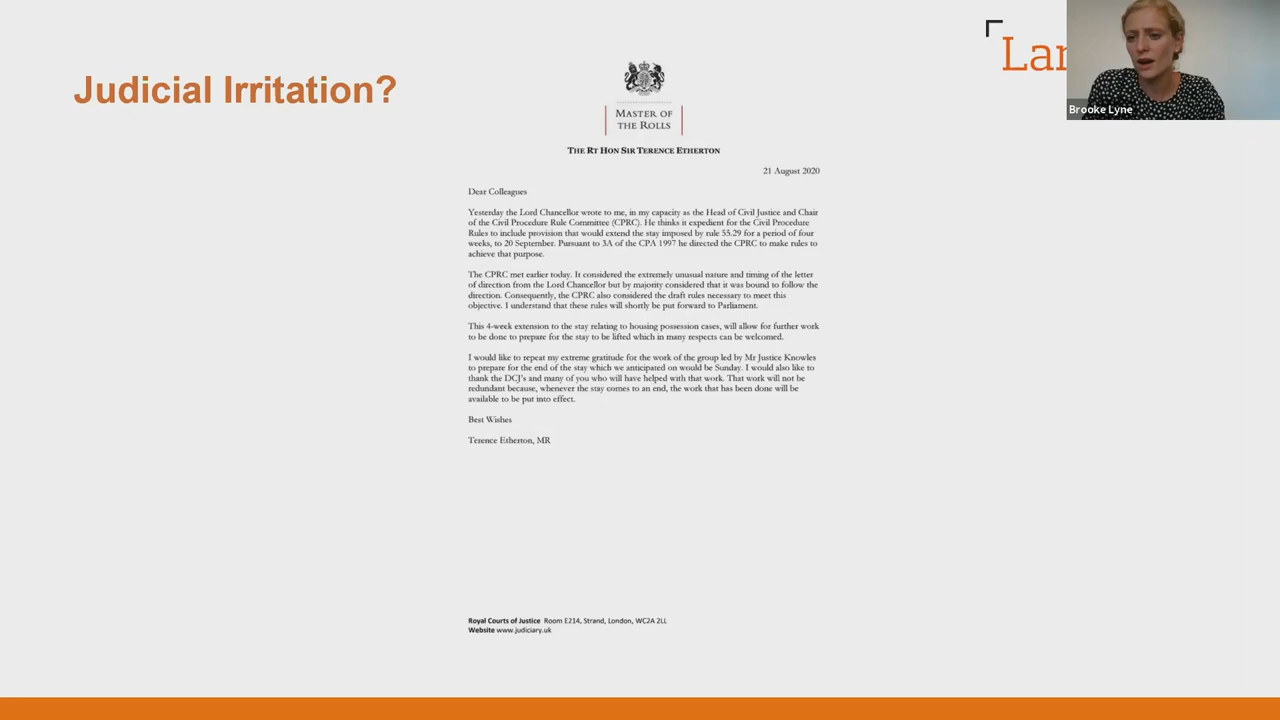 Judicial Irritation?
Lan
Brooke Lyne
MASTER OF
THE ROLLS
THE RT HON SIR TERENCE ETHERTON
21 August 2020
Dear Colleagues
Yesterday the Lord Chancellor wrote to me, in my capacity as the Head of Civil Justice and Chair
of the Civil Procedure Rule Committee (CPRC). He thinks it expedient for the Civil Procedure
Rules to include provision that would extend the stay imposed by rule 55.29 for a period of four
weeks, to 20 September. Pursuant to 3A of the CPA 1997 he directed the CPRC to make rules to
achieve that purpose.
The CPRC met earlier today. It considered the extremely unusual nature and timing of the letter
of direction from the Lord Chancellor but by majority considered that it was bound to follow the
direction. Consequently, the CPRC also considered the draft rules necessary to meet this
objective. I understand that these rules will shortly be put forward to Parliament.
This 4-week extension to the stay relating to housing possession cases, will allow for further work
to be done to prepare for the stay to be lifted which in many respects can be welcomed.
I would like to repeat my extreme gratitude for the work of the group led by Mr Justice Knowles
to prepare for the end of the stay which we anticipated on would be Sunday. I would also like to
thank the DCJ's and many of you who will have helped with that work. That work will not be
redundant because, whenever the stay comes to an end, the work that has been done will be
available to be put into effect.
Best Wishes
Terence Etherton, MR
Royal Courts of Justice Room E214, Strand, London, WC2A 2LL
Website www.judiciary.uk